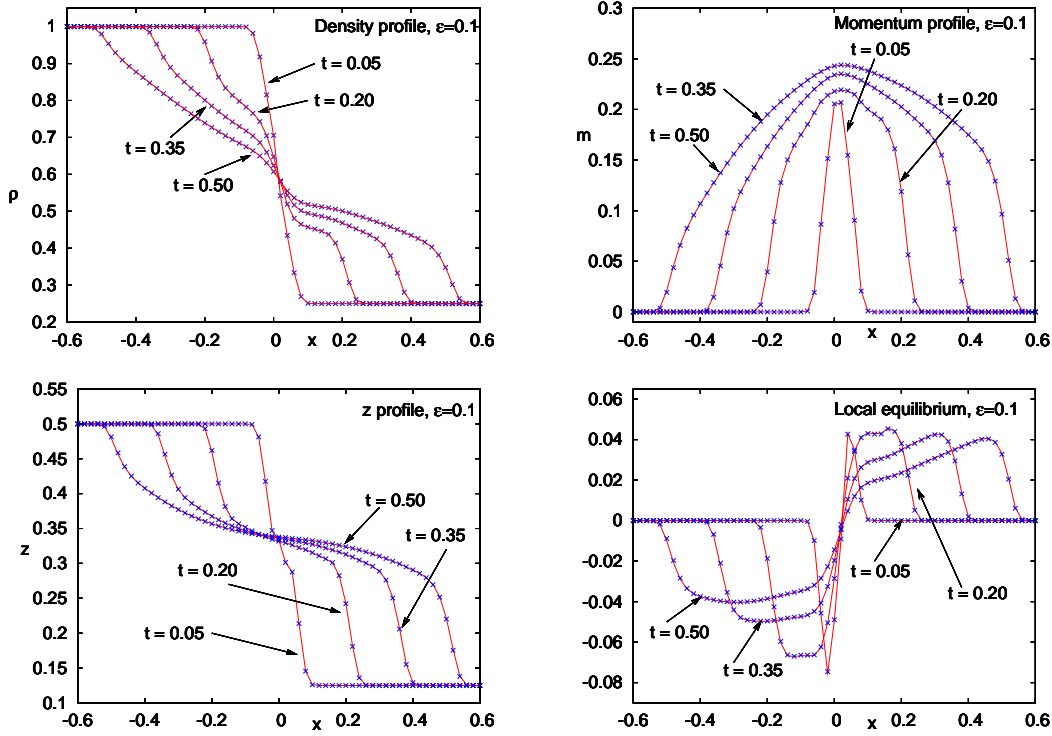 Density profile, ε=0.1
1
0.9
0.8
0.7
0.6
0.5
0.4
0.3
0.2
ρ
t = 0.05
t = 0.20
t = 0.35
t = 0.50
-0.6 -0.4 -0.2 0 0.2 0.4 0.6
x
Momentum profile, ε=0.1
0.3
0.25
0.2
0.15
0.1
0.05
0
m
t = 0.05
t = 0.35
t = 0.20
t = 0.50
-0.6 -0.4 -0.2 0 0.2 0.4 0.6
x
z profile, ε=0.1
0.55
0.5
0.45
0.4
0.35
0.3
0.25
0.2
0.15
0.1
z
t = 0.50
t = 0.35
t = 0.20
t = 0.05
-0.6 -0.4 -0.2 0 0.2 0.4 0.6
x
Local equilibrium, ε=0.1
0.06
0.04
0.02
0
-0.02
-0.04
-0.06
-0.08
t = 0.05
t = 0.20
t = 0.50
t = 0.35
-0.6 -0.4 -0.2 0 0.2 0.4 0.6
x